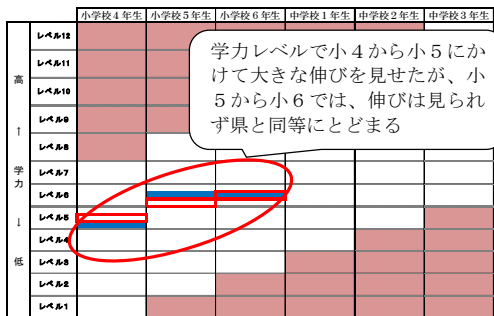 小学校4年生 小学校5年生 小学校6年生 中学校1年生 中学校2年生 中学校3年生
高
↑
学
力
↓
低
レベル12
レベル11
レベル10
レベル9
レベル8
レベル7
レベル6
レベル5
レベル4
レベル3
レベル2
レベル1
学力レベルで小4から小5にか
けて大きな伸びを見せたが、小
5から小6では、伸びは見られ
ず県と同等にとどまる